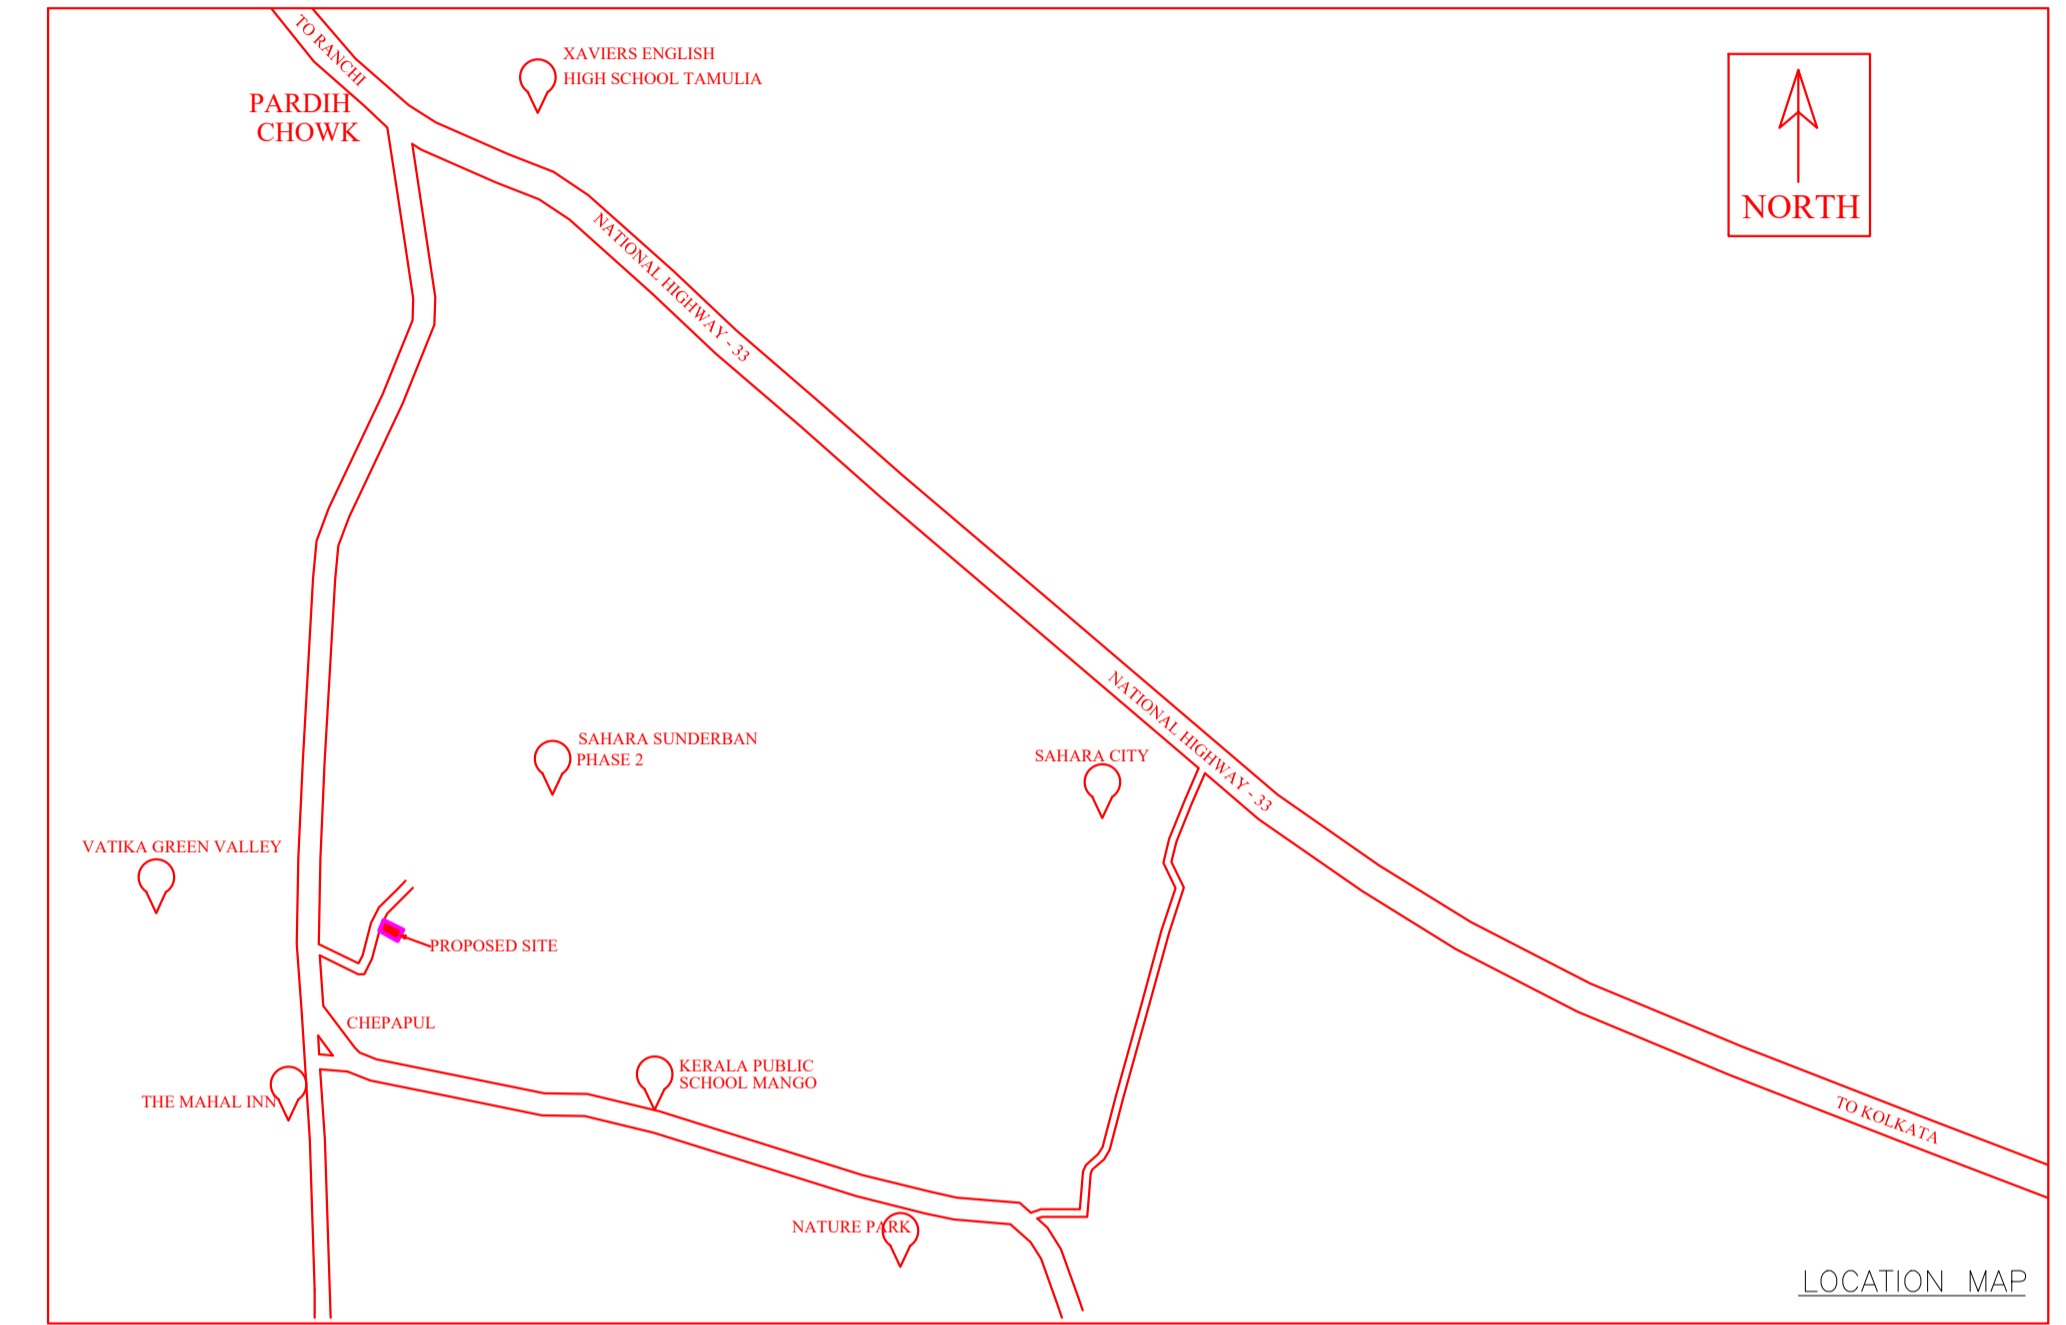 TO RANCHI
XAVIERS ENGLISH
HIGH SCHOOL TAMULIA
PARDIH
CHOWK
NORTH
NATIONAL HIGHWAY - 33
NATIONAL HIGHWAY - 33
SAHARA SUNDERBAN
PHASE 2
SAHARA CITY
VATIKA GREEN VALLEY
PROPOSED SITE
CHEPAPUL
KERALA PUBLIC
SCHOOL MANGO
THE MAHAL INN
TO KOLKATA
NATURE PARK
LOCATION MAP